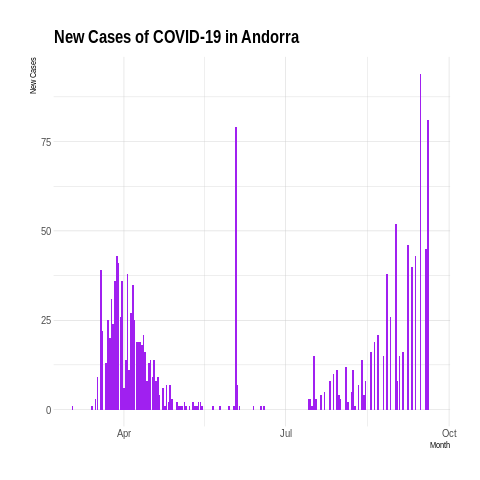 New Cases of COVID-19 in Andorra
New Cases
75
50
25
0
Apr
Jul
Oct
Month